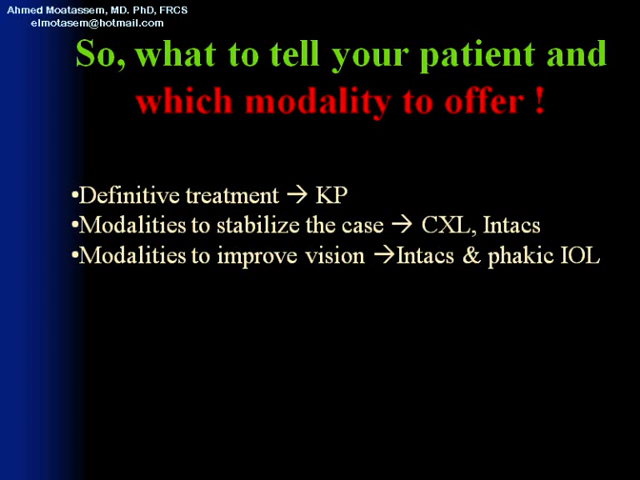 Ahmed Moatassem, MD. PhD, FRCS
elmotasem@hotmail.com
So, what to tell your patient and
which modality to offer !
•Definitive treatment → KP
•Modalities to stabilize the case → CXL, Intacs
•Modalities to improve vision →Intacs & phakic IOL